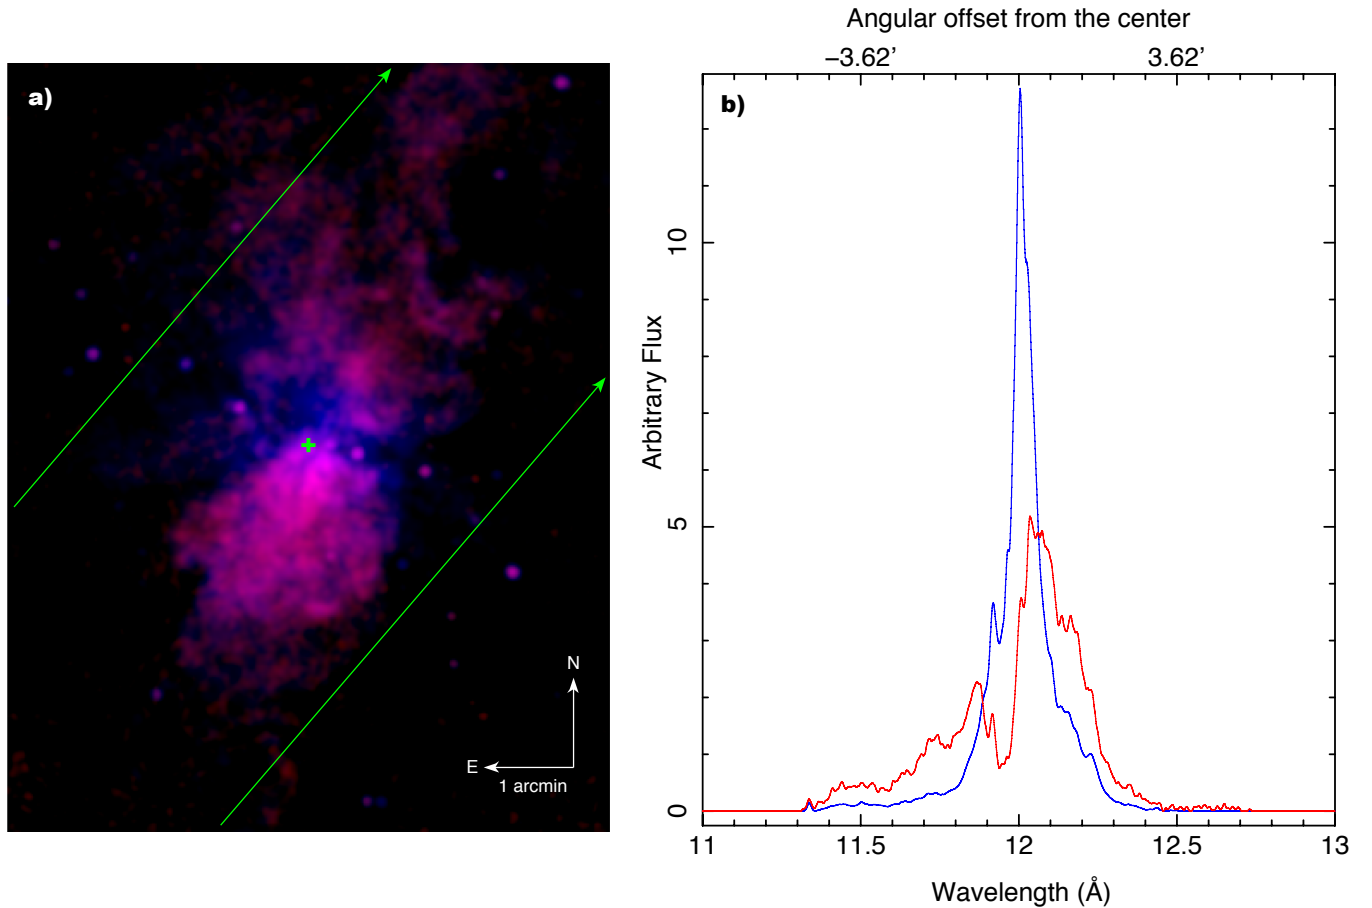 a)
N
E
1 arcmin
Angular offset from the center
−3.62’
3.62’
b)
Arbitrary Flux
10
5
0
11
11.5
12
12.5
13
Wavelength (Å)